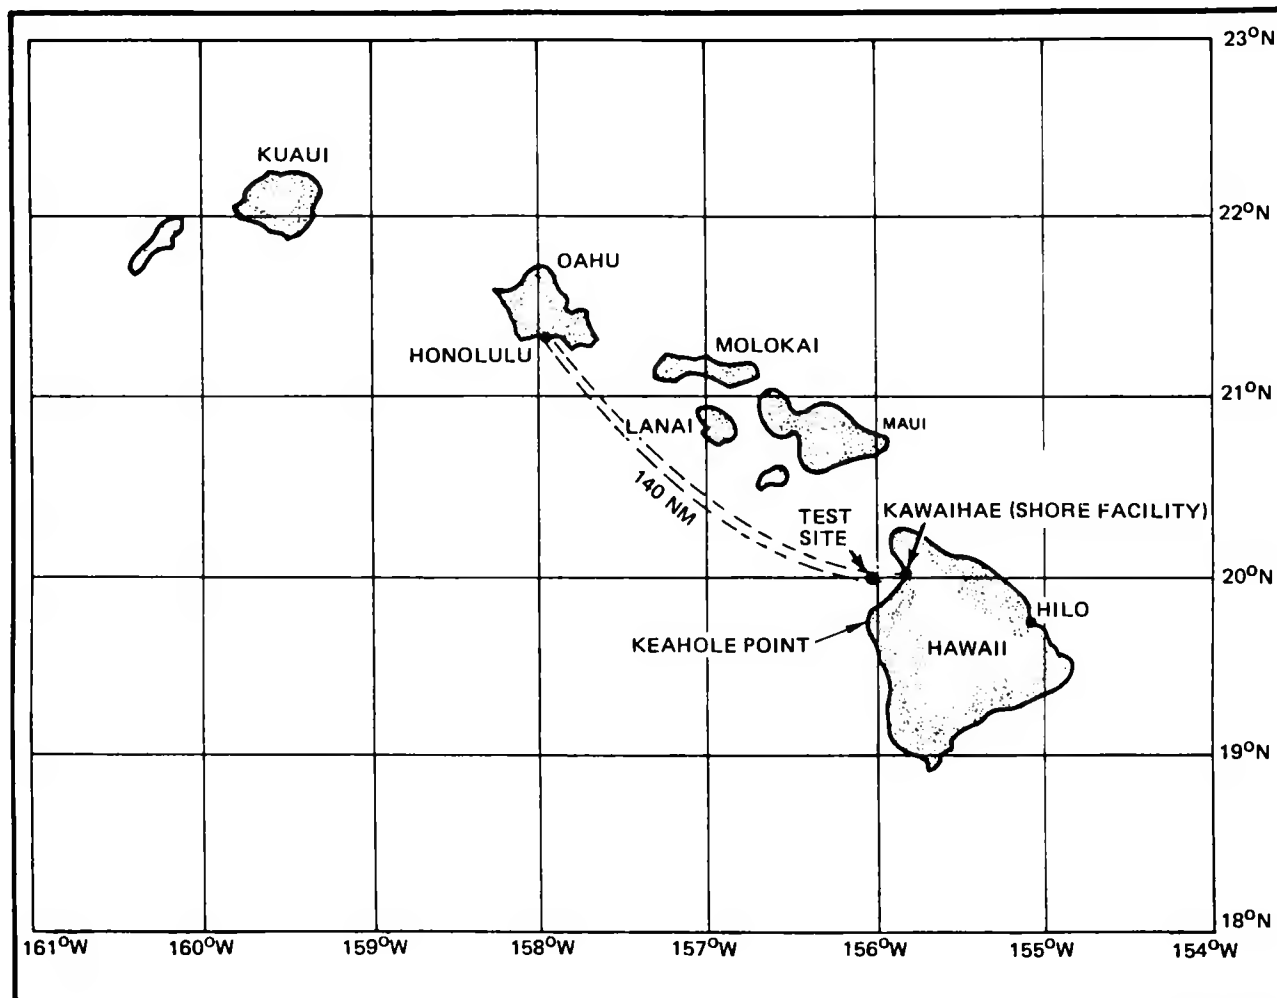 23°N
KUAUI
22°N
OAHU
HONOLULU
MOLOKAI
21°N
LANAI
MAUI
140 NM
TEST
SITE
KAWAIHAE (SHORE FACILITY)
20°N
HILO
KEAHOLE POINT
HAWAII
19°N
18°N
161°W 160°W 159°W 158°W 157°W 156°W 155°W 154°W